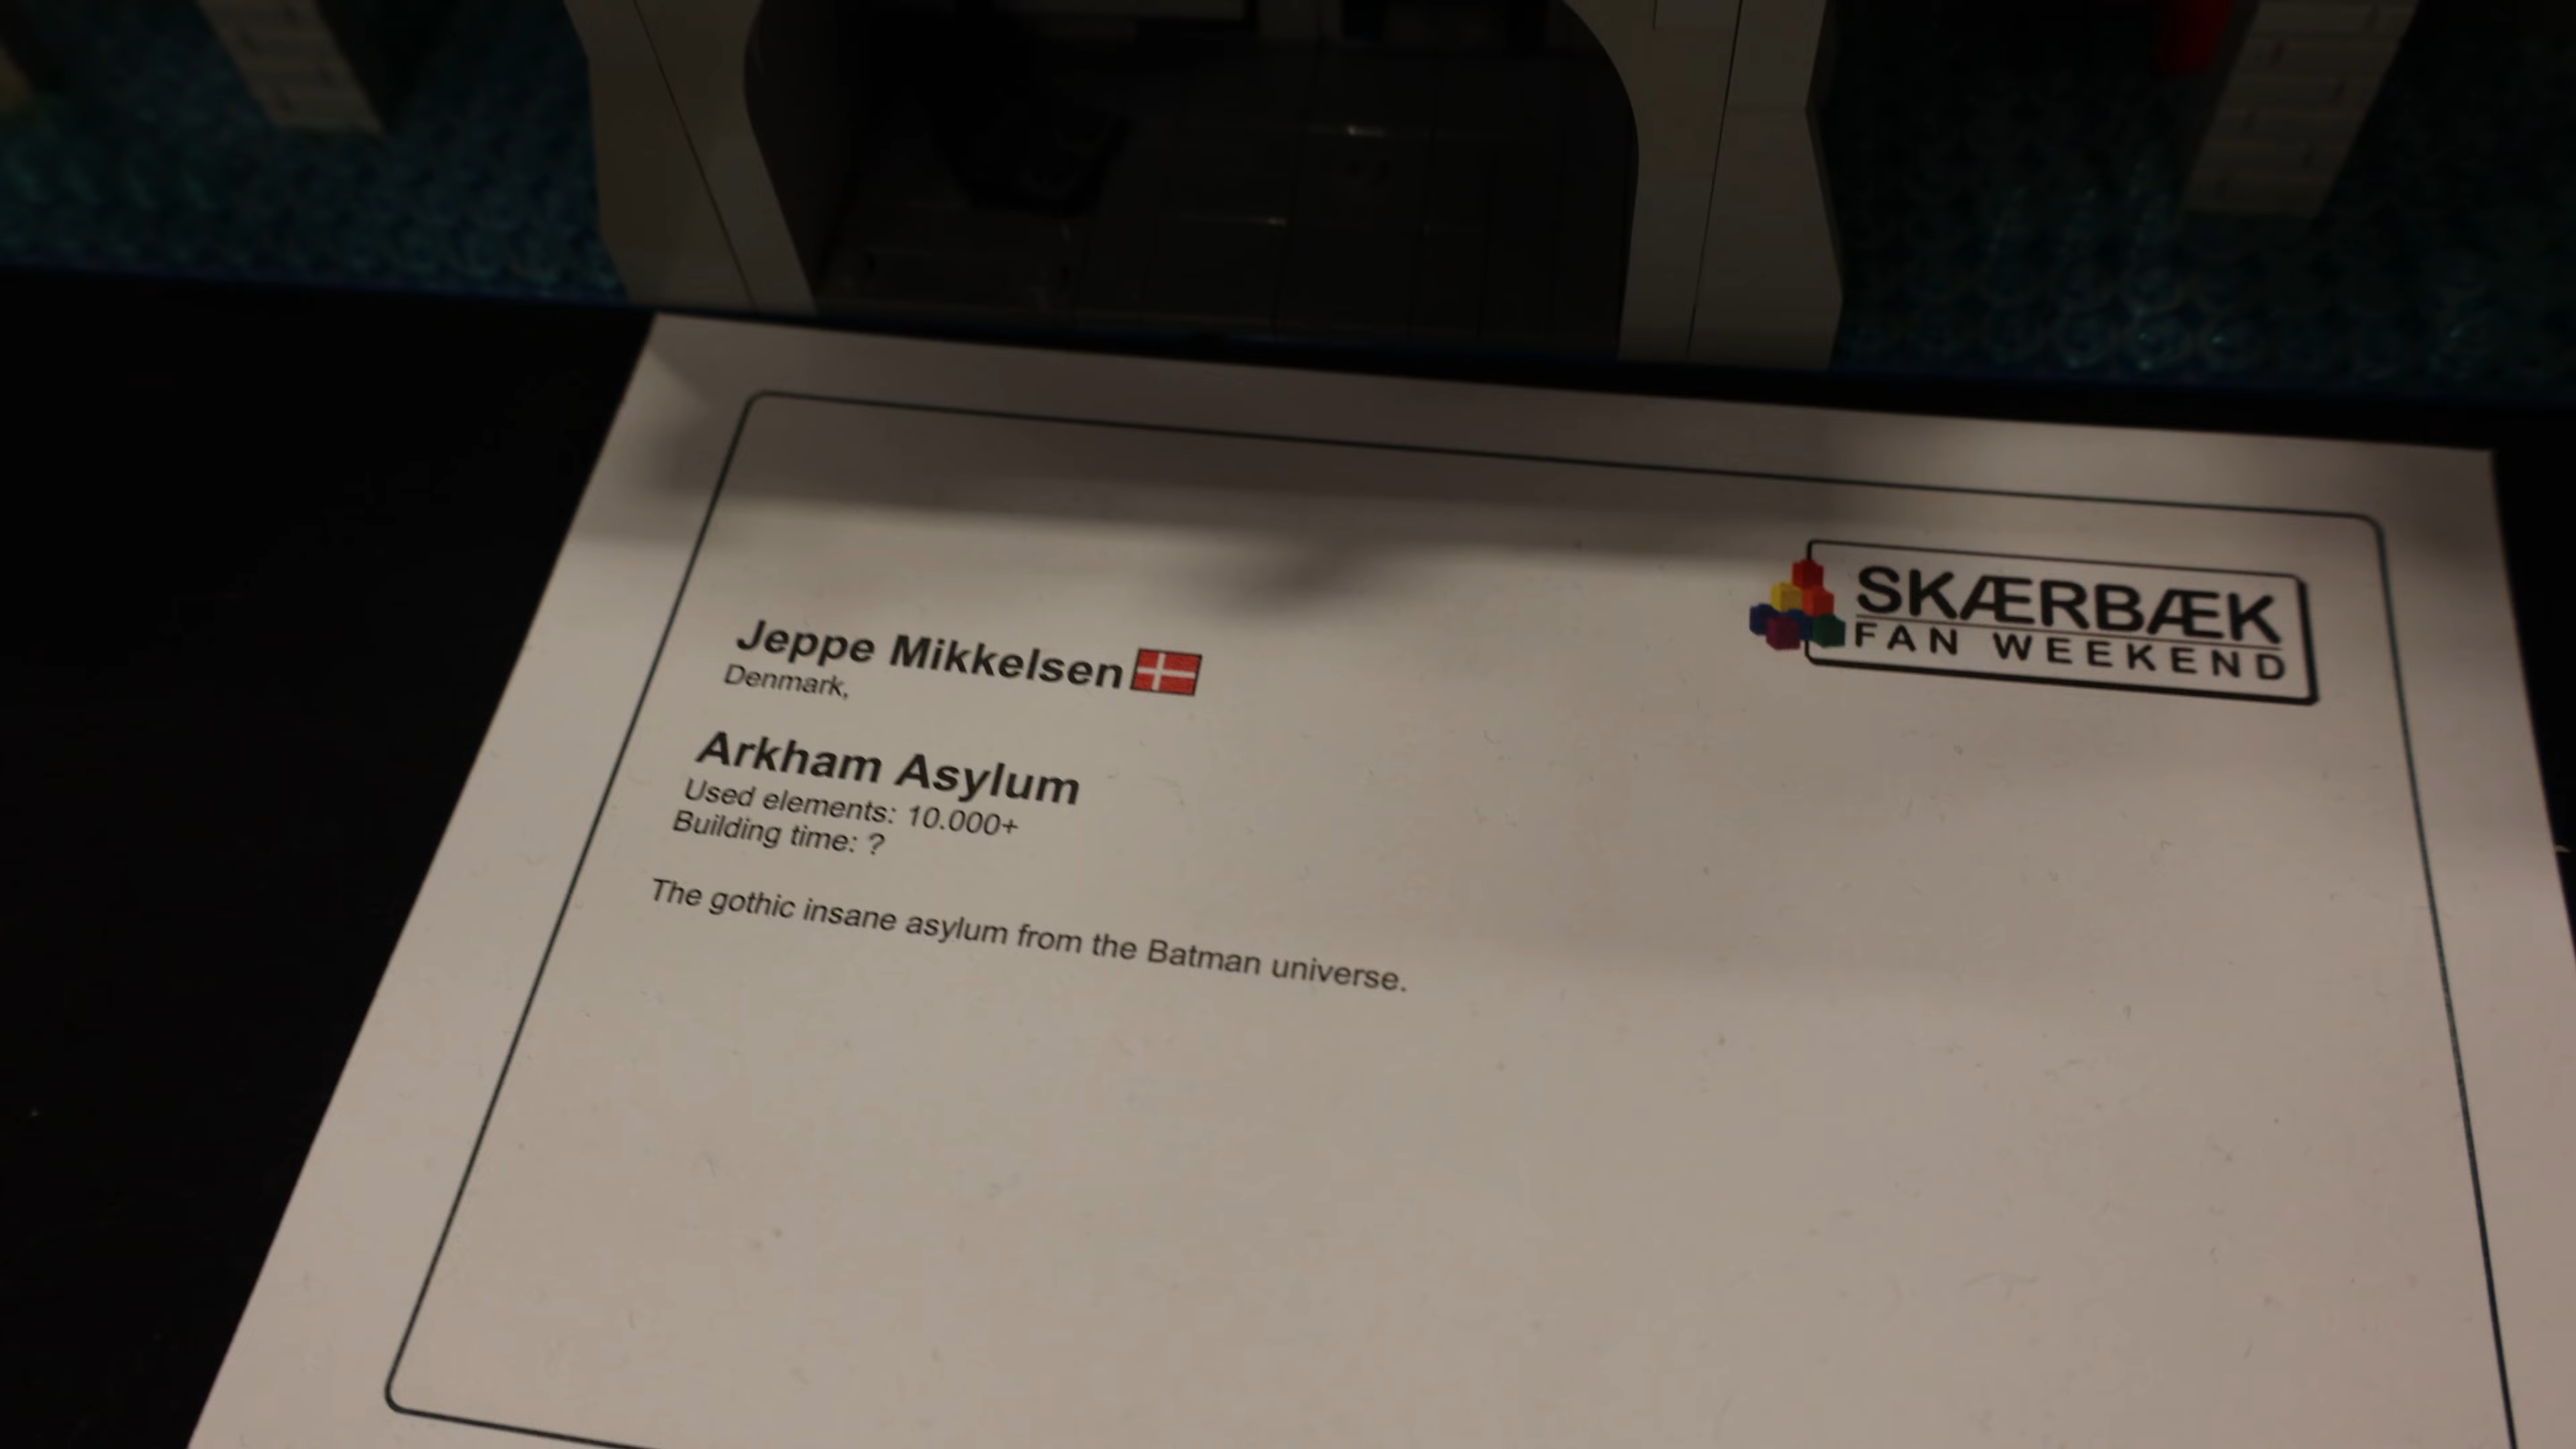 SKÆRBÆK
FAN WEEKEND
Jeppe Mikkelsen
Denmark,
Arkham Asylum
Used elements: 10.000+
Building time: ?
The gothic insane asylum from the Batman universe.